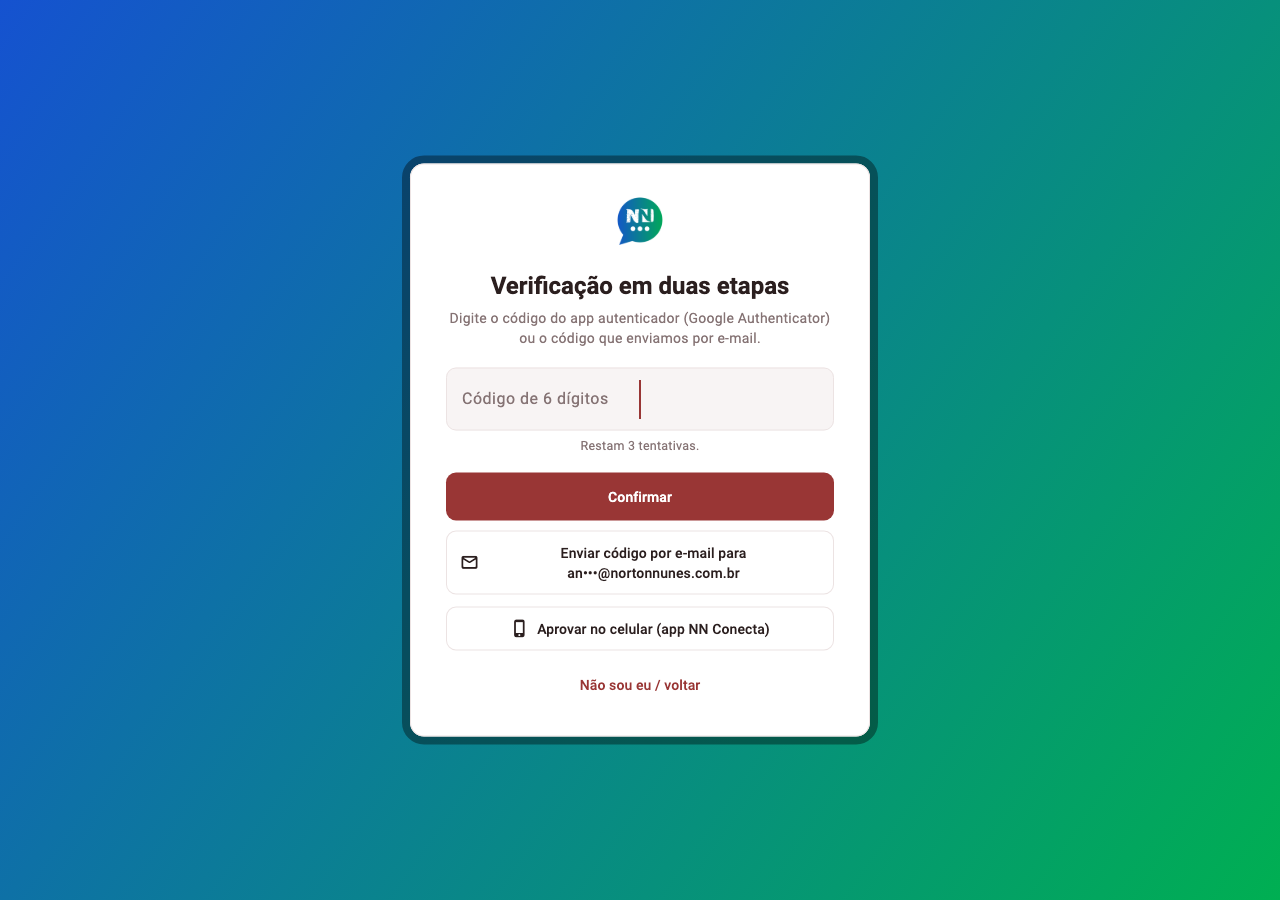 NN
Verificação em duas etapas
Digite o código do app autenticador (Google Authenticator)
ou o código que enviamos por e-mail.
Código de 6 dígitos
Restam 3 tentativas.
Confirmar
Enviar código por e-mail para
an•••@nortonnunes.com.br
Aprovar no celular (app NN Conecta)
Não sou eu / voltar